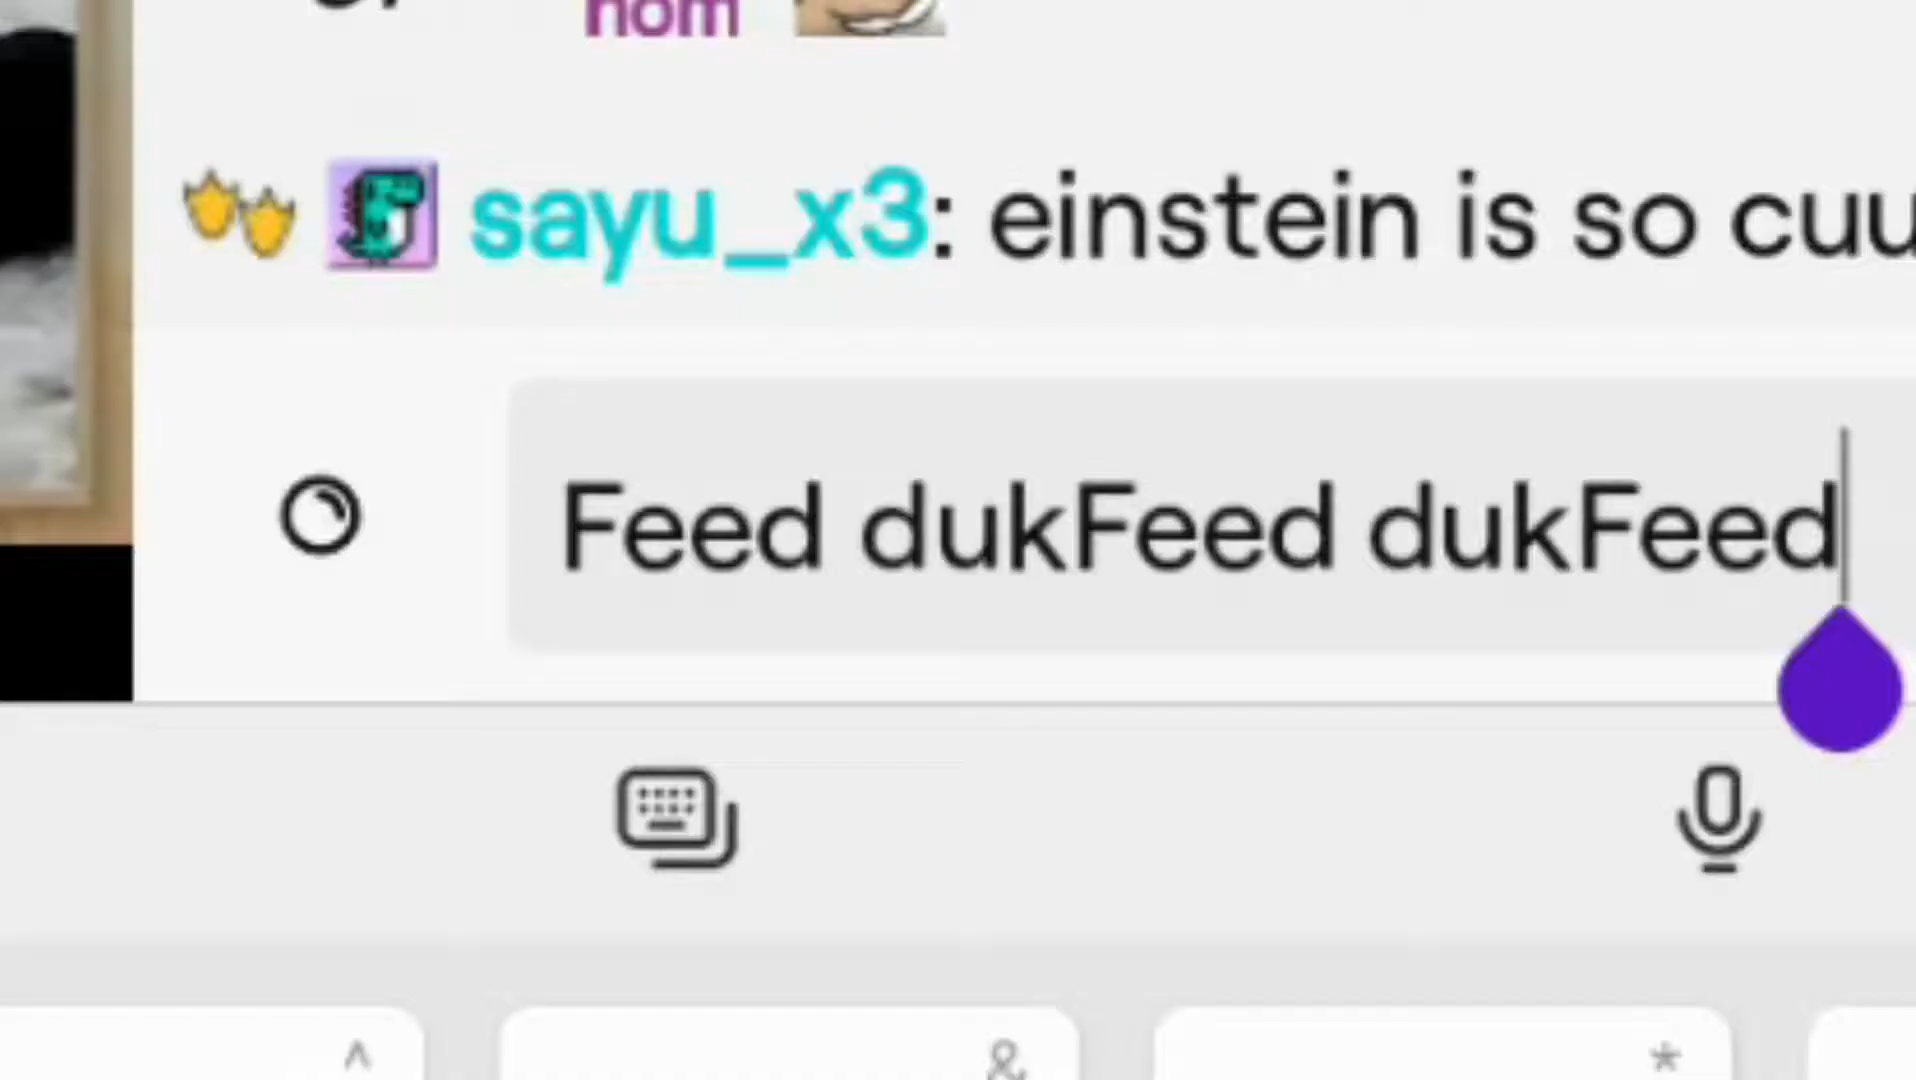 nom
sayu_x3: einstein is so cuu
Feed dukFeed dukFeed
^ & *